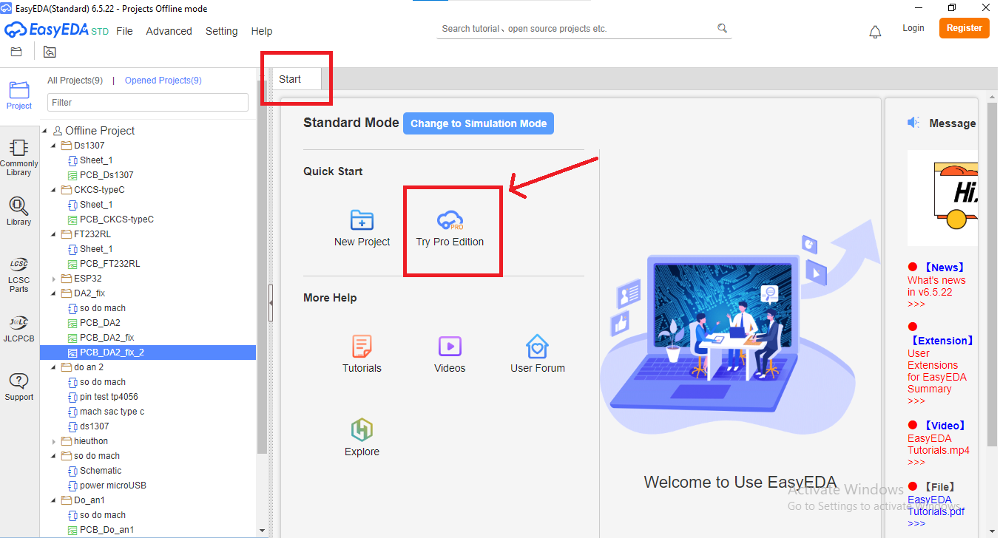 EasyEDA(Standard) 6.5.22 - Projects Offline mode
EasyEDA STD File Advanced Setting Help
Search tutorial、open source projects etc.
Login
Register
Project
Commonly
Library
Library
LCSC
LCSC
Parts
JLCPCB
Support
All Projects(9) | Opened Projects(9)
Filter
Offline Project
Ds1307
Sheet_1
PCB_Ds1307
CKCS-typeC
Sheet_1
PCB_CKCS-typeC
FT232RL
Sheet_1
PCB_FT232RL
ESP32
DA2_fix
so do mach
PCB_DA2
PCB_DA2_fix
PCB_DA2_fix_2
do an 2
so do mach
pin test tp4056
mach sac type c
ds1307
hieuthon
so do mach
Schematic
power microUSB
Do_an1
so do mach
PCB_Do_an1
Start
Standard Mode Change to Simulation Mode
Quick Start
PRO
New Project
Try Pro Edition
More Help
Tutorials
Videos
User Forum
Explore
Welcome to Use EasyEDA
Message
Hi.
【News】
What's news
in v6.5.22
>>>
【Extension】
User
Extensions
for EasyEDA
Summary
>>>
【Video】
EasyEDA
Tutorials.mp4
>>>
【File】
EasyEDA
Tutorials.pdf
>>>
Activate Windows
Go to Settings to activate Windows.